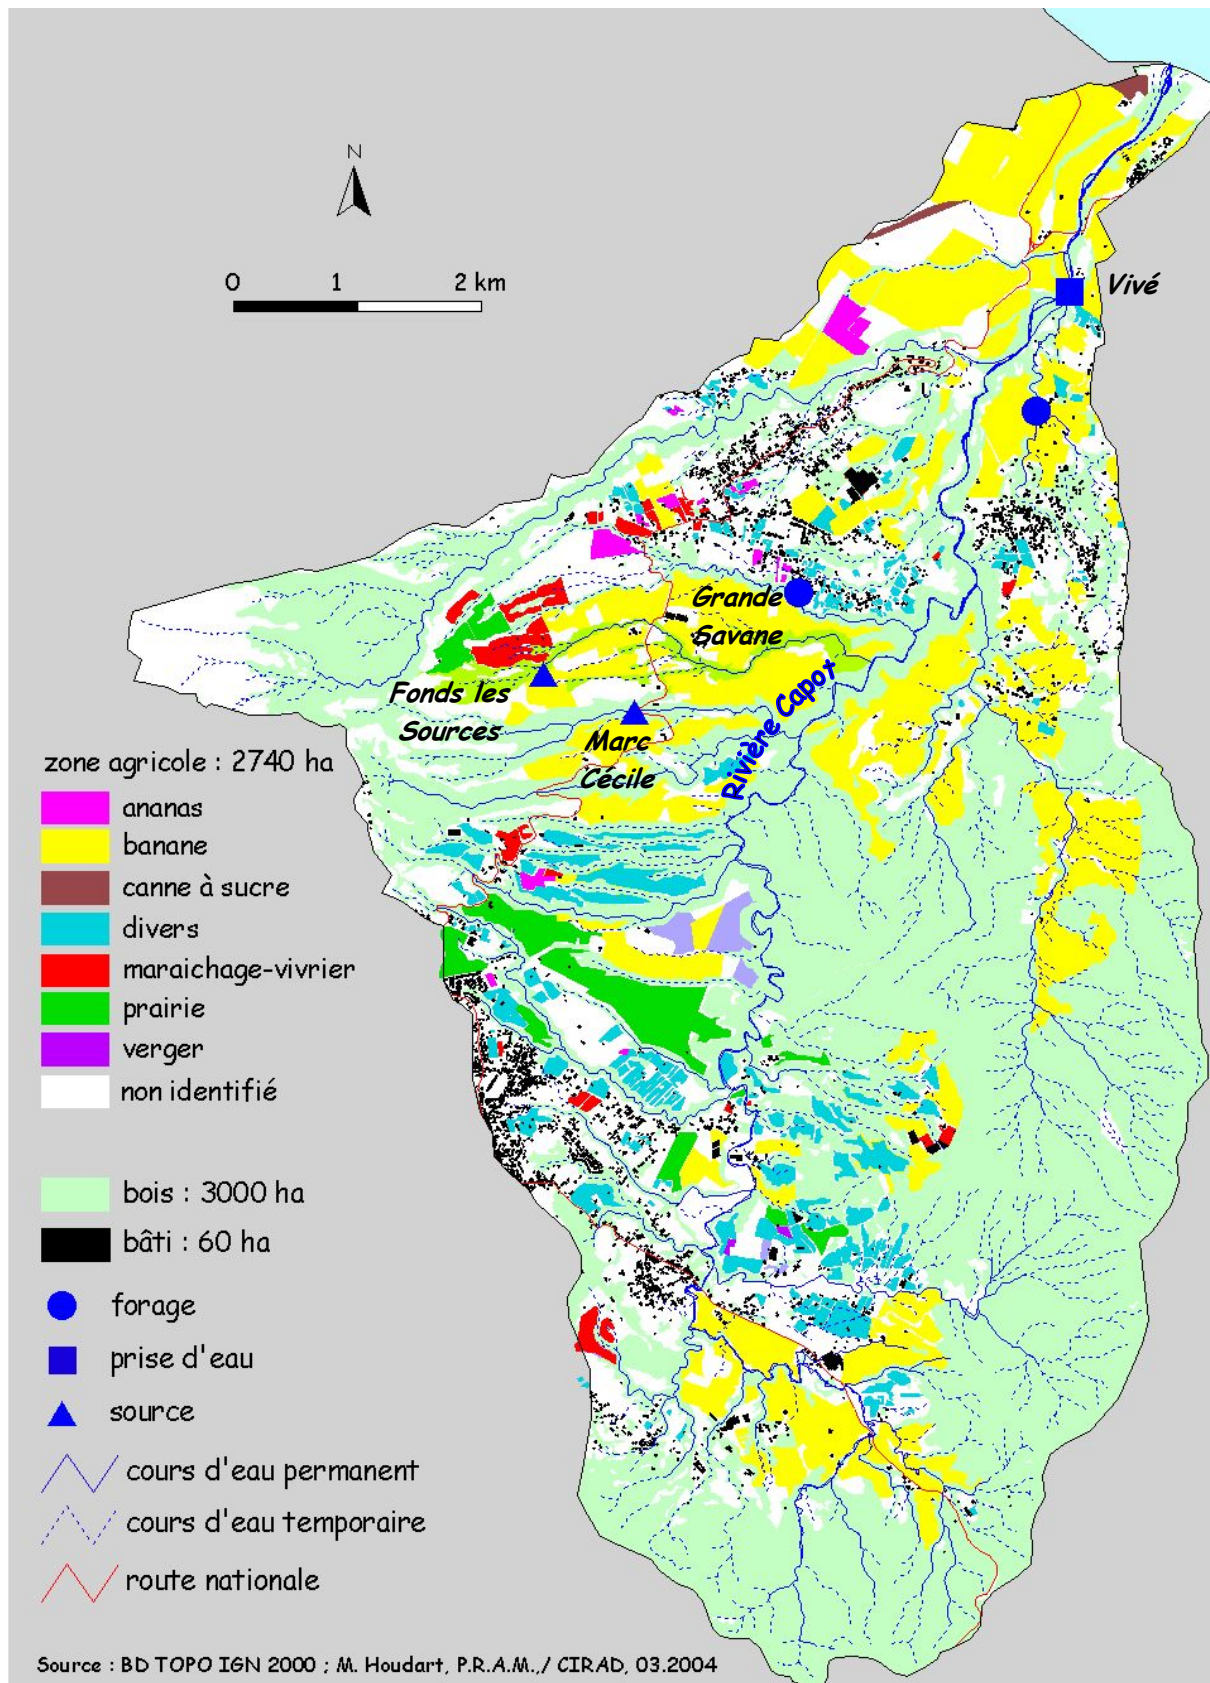 N
0 1 2 km
Vivé
Grande
Savane
Fonds les
Sources
Marc
Cécile
Rivière Capot
zone agricole : 2740 ha
ananas
banane
canne à sucre
divers
maraichage-vivrier
prairie
verger
non identifié
bois : 3000 ha
bâti : 60 ha
forage
prise d'eau
source
cours d'eau permanent
cours d'eau temporaire
route nationale
Source : BD TOPO IGN 2000 ; M. Houdart, P.R.A.M.,/ CIRAD, 03.2004